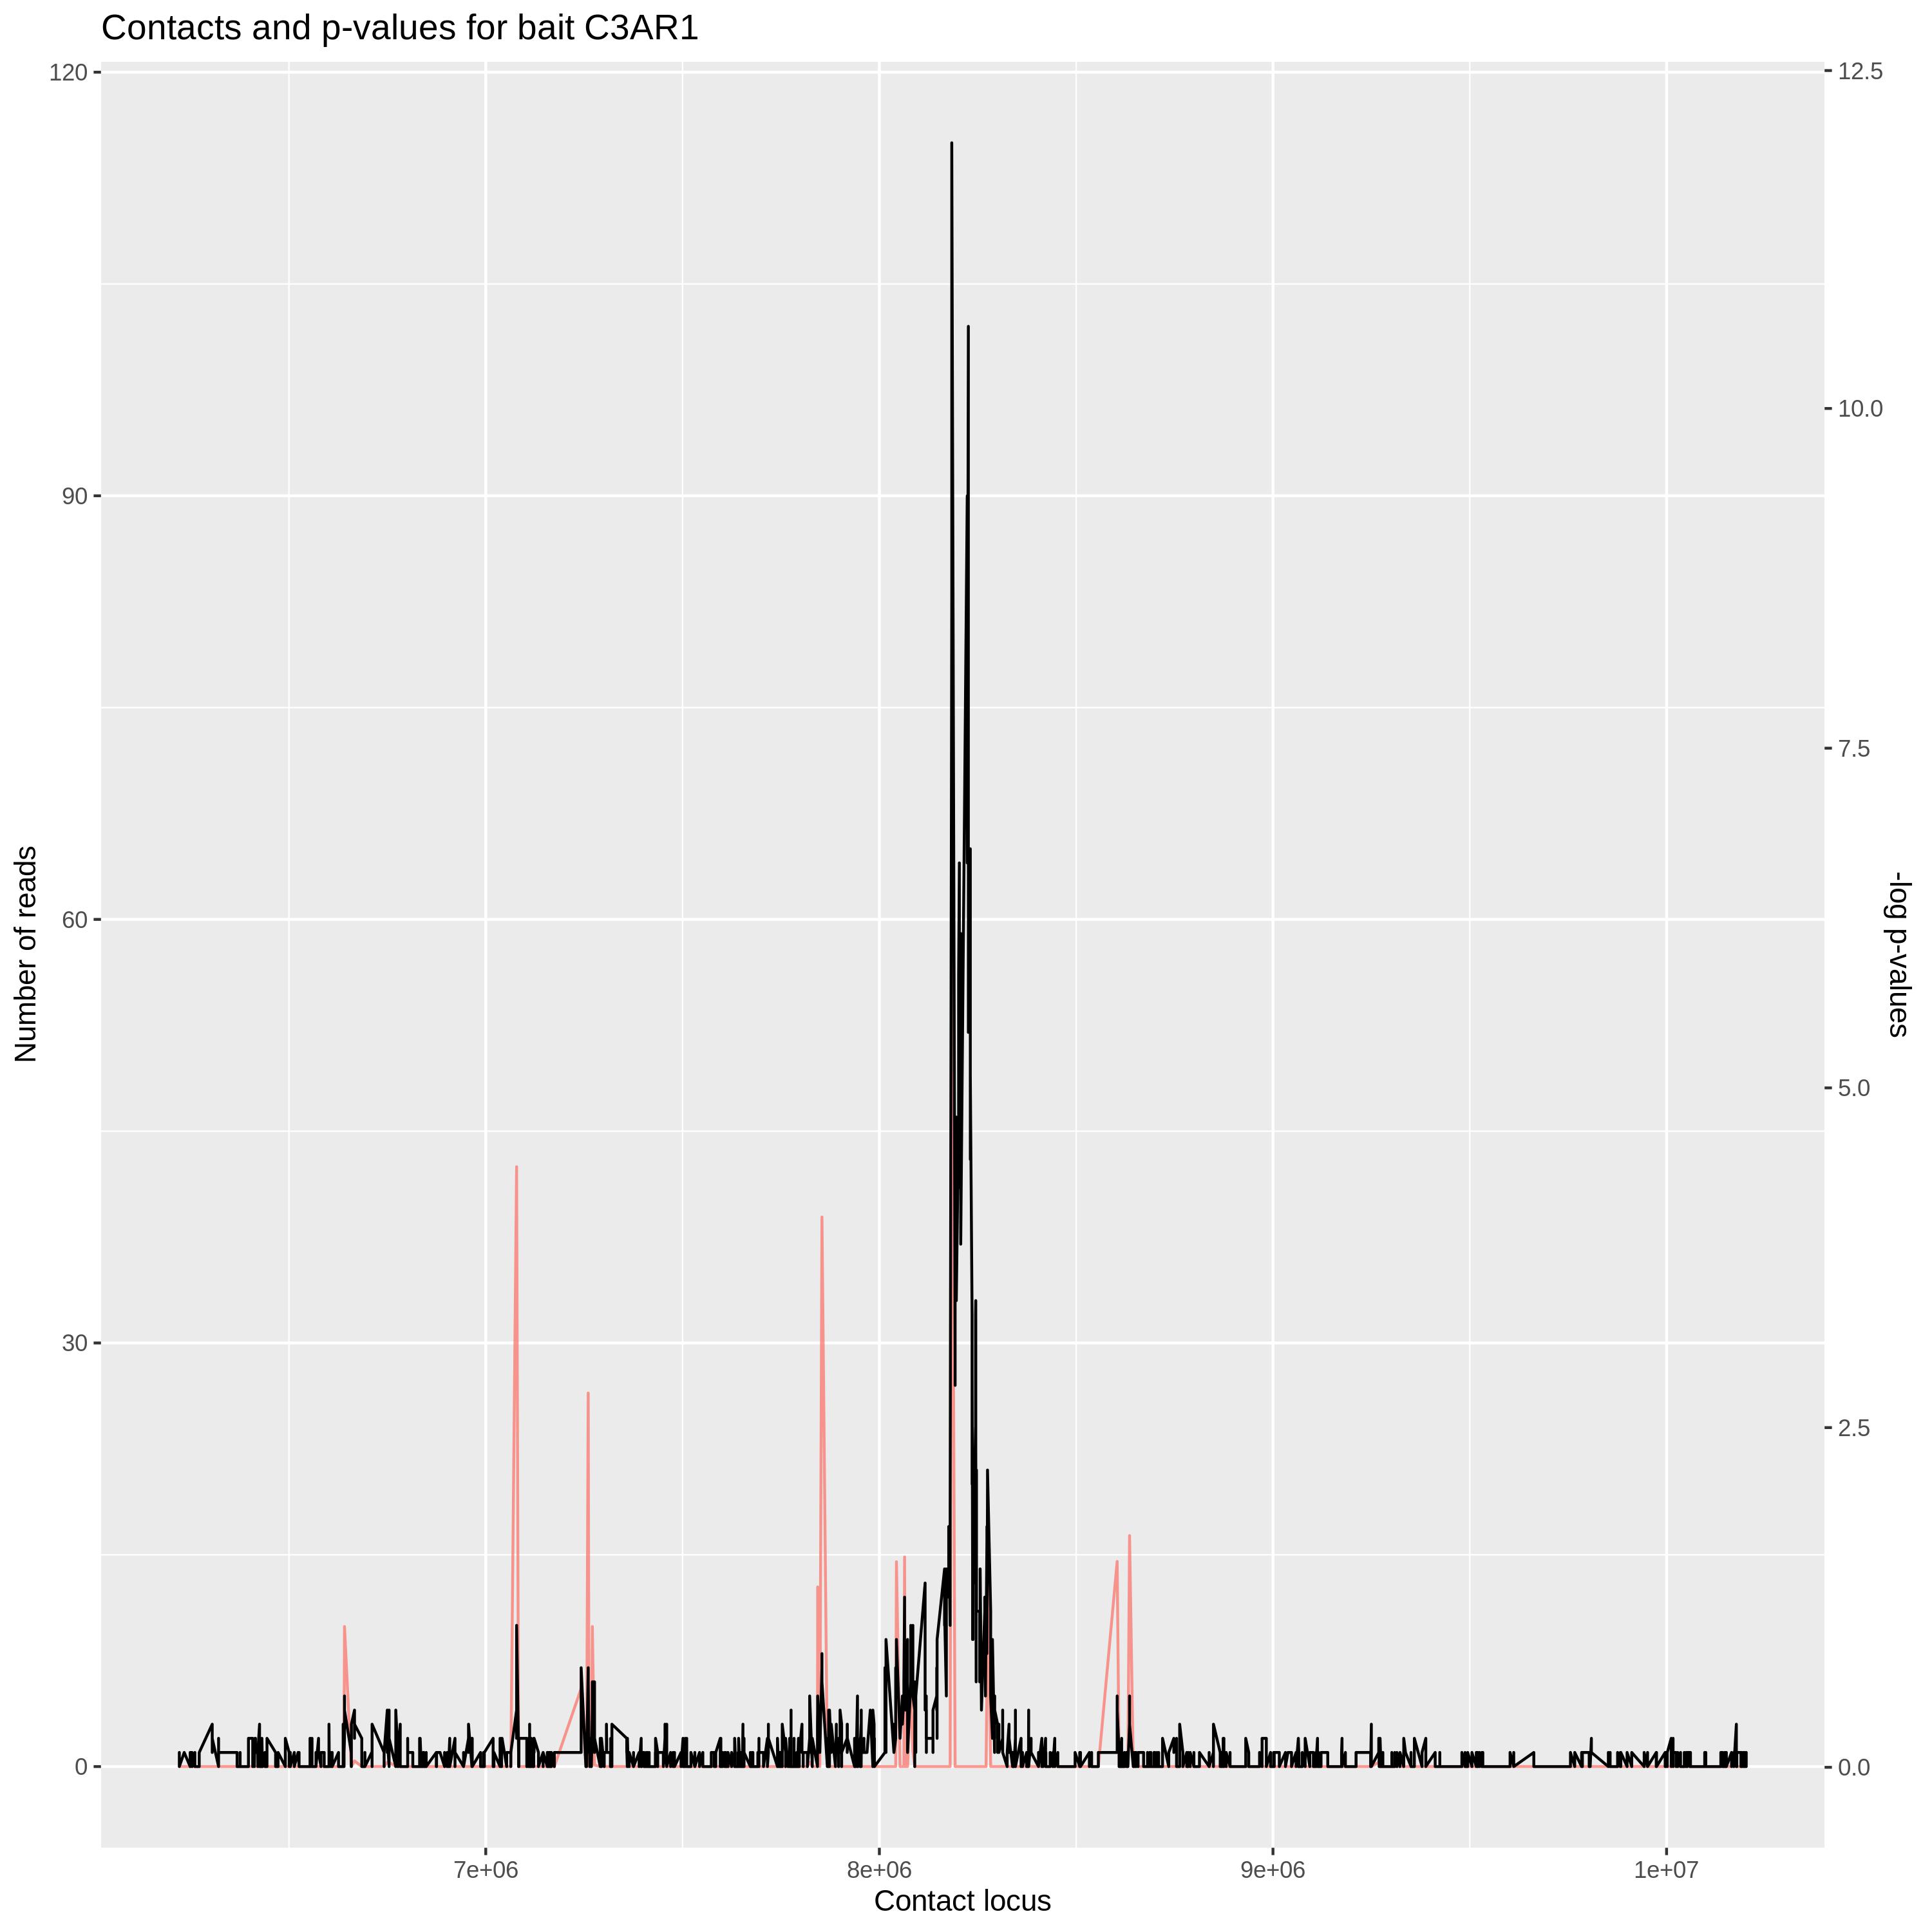 Contacts and p-values for bait C3AR1
120
90
60
30
0
Number of reads
12.5
10.0
7.5
5.0
2.5
0.0
-log p-values
7e+06
8e+06
9e+06
1e+07
Contact locus